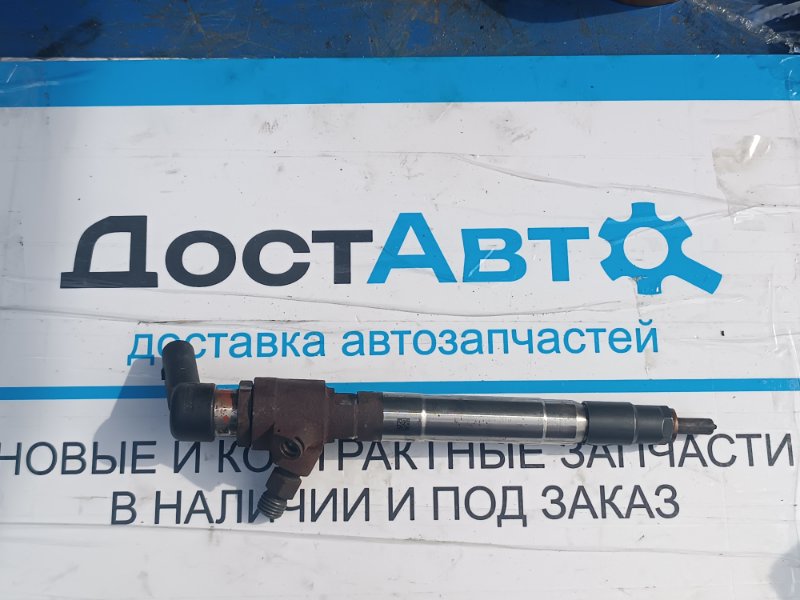 ДостАвто
доставка автозапчастей
НОВЫЕ И КОНТРАКТНЫЕ ЗАПЧАСТИ
В НАЛИЧИИ И ПОД ЗАКАЗ